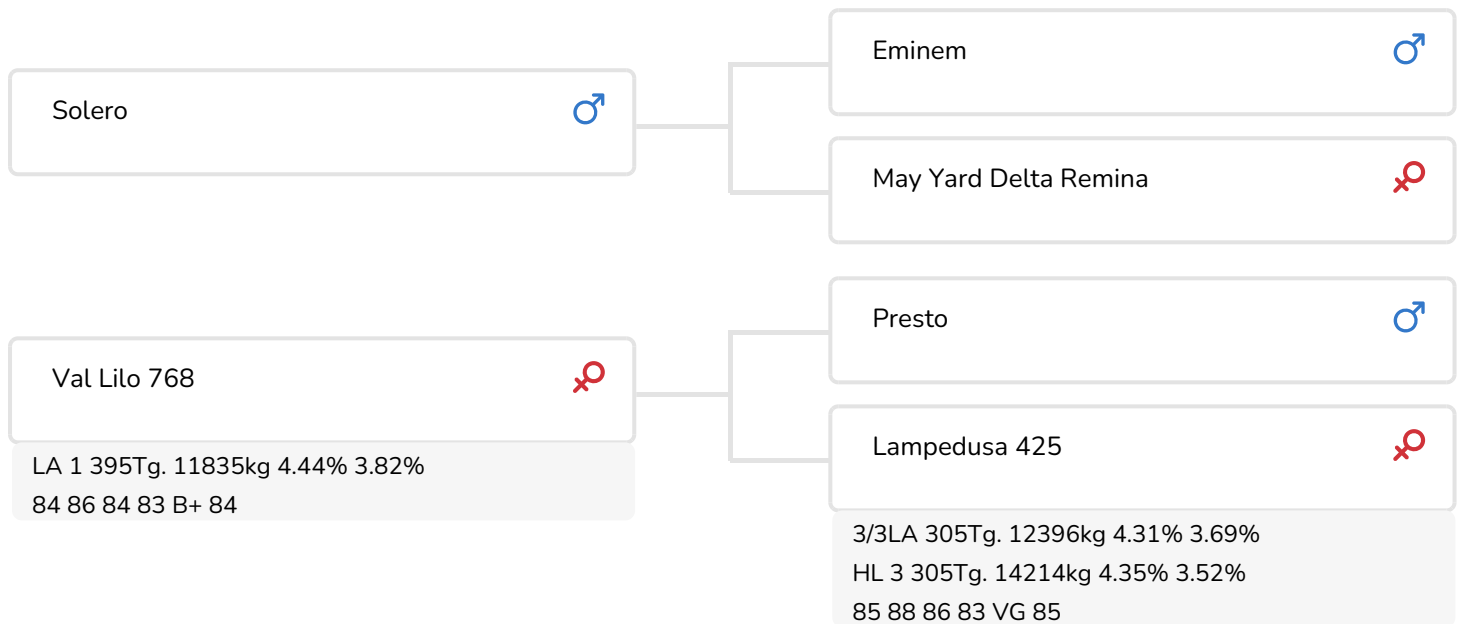 Solero
Eminem
May Yard Delta Remina
Val Lilo 768
LA 1 395Tg. 11835kg 4.44% 3.82%
84 86 84 83 B+ 84
Presto
Lampedusa 425
3/3LA 305Tg. 12396kg 4.31% 3.69%
HL 3 305Tg. 14214kg 4.35% 3.52%
85 88 86 83 VG 85